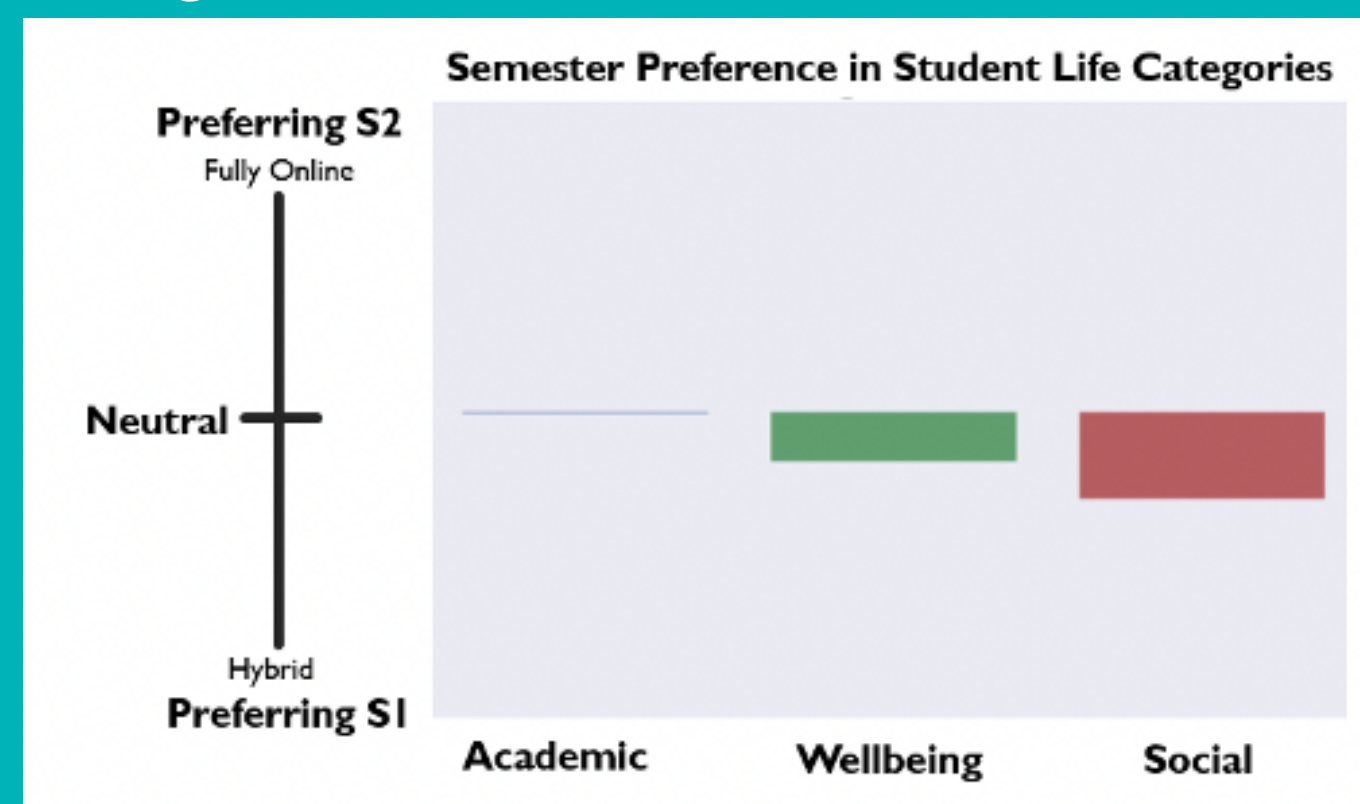 Semester Preference in Student Life Categories
Preferring S2
Fully Online
Neutral
Hybrid
Preferring S1
Academic
Wellbeing
Social